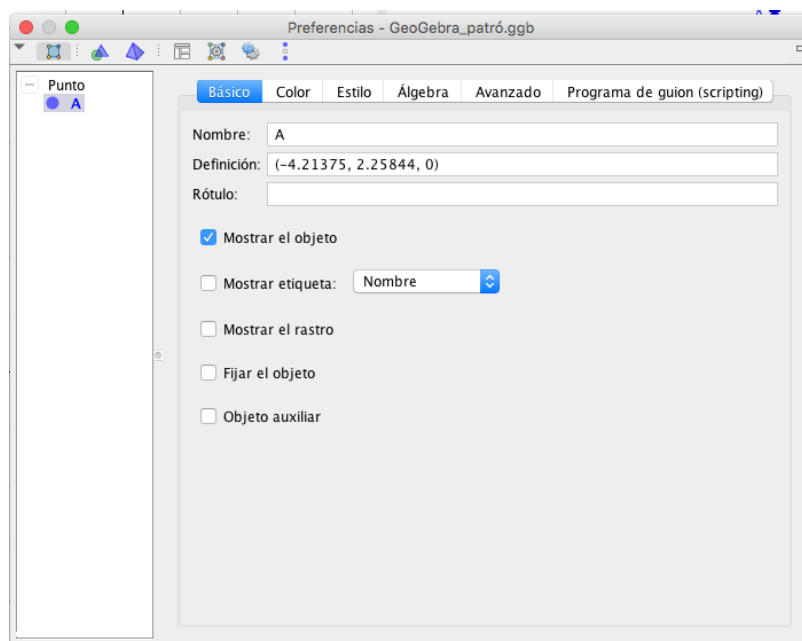 Preferencias - GeoGebra_patró.ggb
Punto
A
Básico Color Estilo Álgebra Avanzado Programa de guion (scripting)
Nombre: A
Definición: (-4.21375, 2.25844, 0)
Rótulo:
Mostrar el objeto
Mostrar etiqueta: Nombre
Mostrar el rastro
Fijar el objeto
Objeto auxiliar